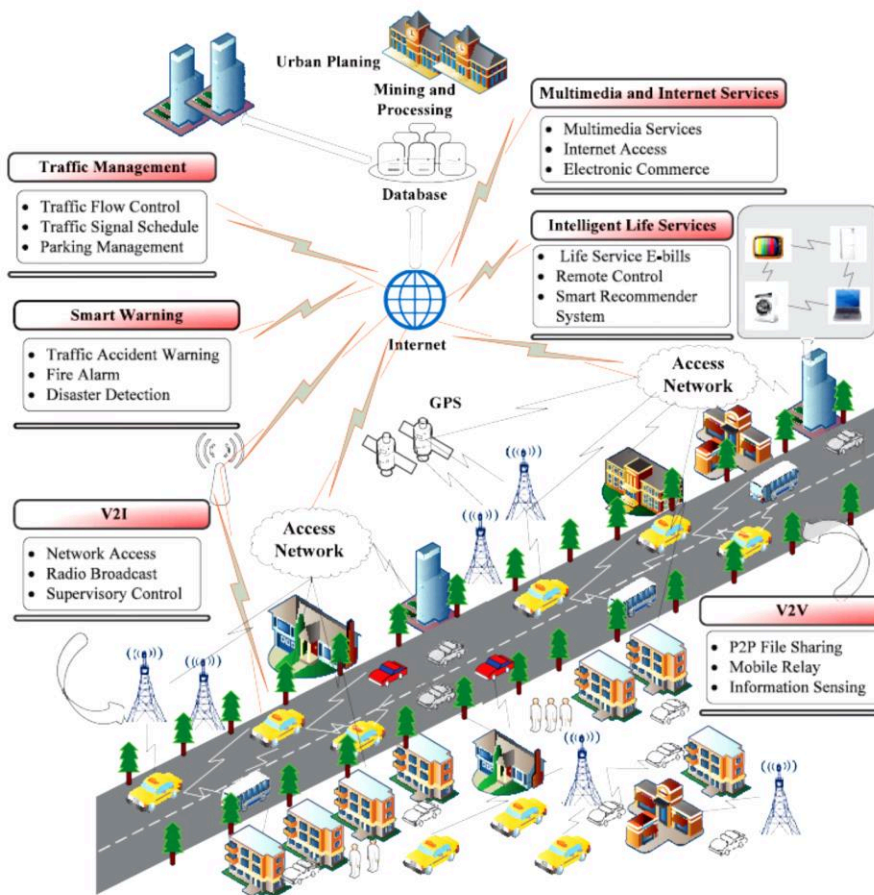 Urban Planing
Mining and
Processing
Database
Multimedia and Internet Services
• Multimedia Services
• Internet Access
• Electronic Commerce
Traffic Management
• Traffic Flow Control
• Traffic Signal Schedule
• Parking Management
Intelligent Life Services
• Life Service E-bills
• Remote Control
• Smart Recommender
System
Smart Warning
• Traffic Accident Warning
• Fire Alarm
• Disaster Detection
Internet
Access
Network
GPS
V2I
• Network Access
• Radio Broadcast
• Supervisory Control
Access
Network
V2V
• P2P File Sharing
• Mobile Relay
• Information Sensing